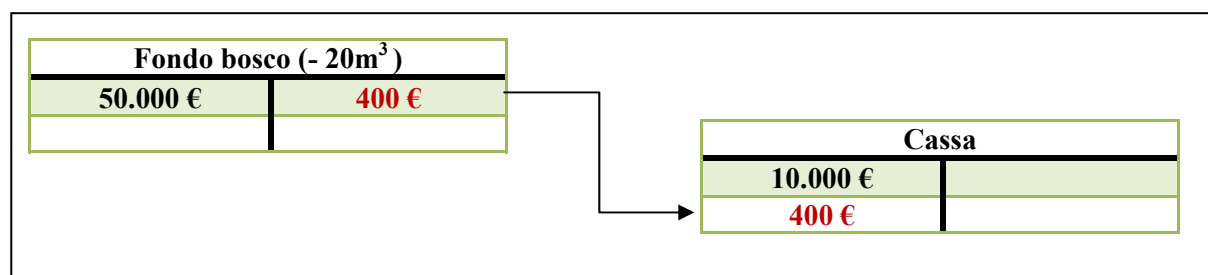 Fondo bosco (- 20m³ )
50.000 € 400 €
Cassa
10.000 €
400 €